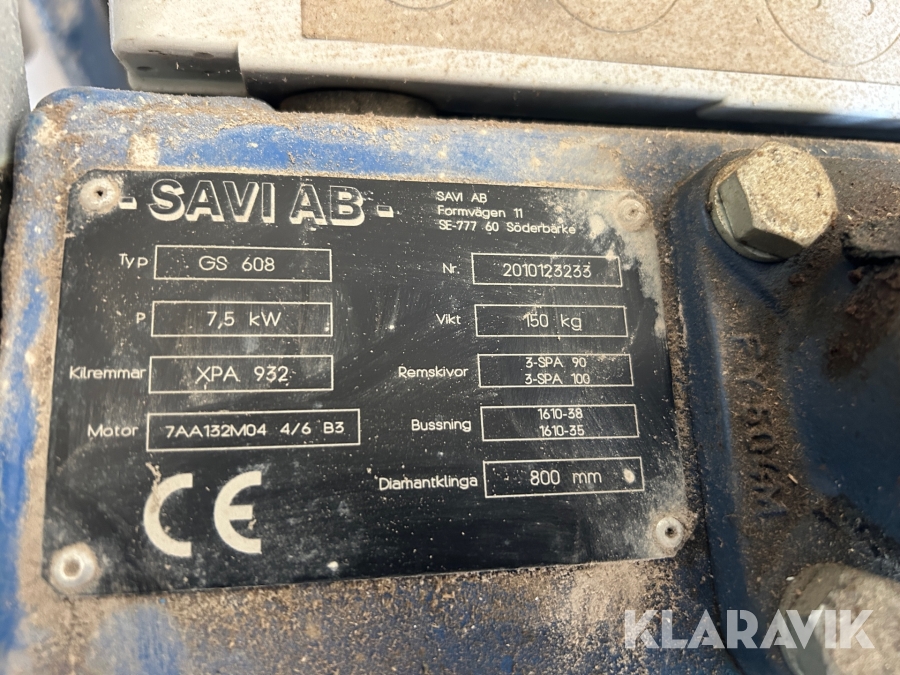 - SAVI AB -
SAVI AB
Formvägen 11
SE-777 60 Söderbärke
Typ GS 608
Nr. 2010123233
P 7,5 kW
Vikt 150 kg
Kilremmar XPA 932
Remskivor 3-SPA 90
3-SPA 100
Motor 7AA132M04 4/6 B3
Bussning 1610-38
1610-35
Diamantklinga 800 mm
CE
KLARAVIK